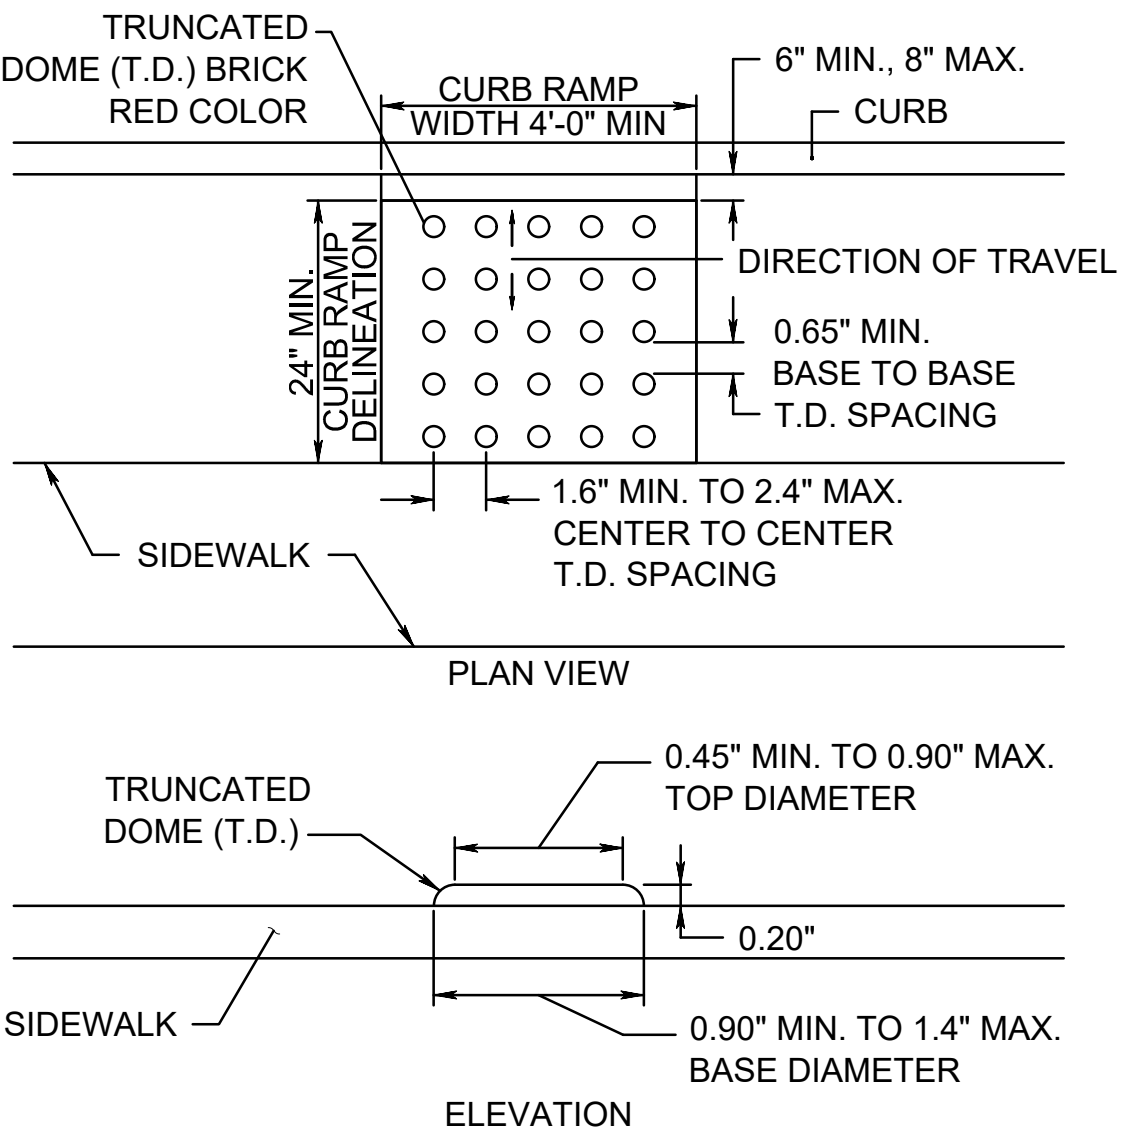 TRUNCATED
DOME (T.D.) BRICK
RED COLOR
CURB RAMP
WIDTH 4'-0" MIN
6" MIN., 8" MAX.
CURB
24" MIN.
CURB RAMP
DELINEATION
DIRECTION OF TRAVEL
0.65" MIN.
BASE TO BASE
T.D. SPACING
1.6" MIN. TO 2.4" MAX.
CENTER TO CENTER
T.D. SPACING
SIDEWALK
PLAN VIEW
0.45" MIN. TO 0.90" MAX.
TOP DIAMETER
TRUNCATED
DOME (T.D.)
0.20"
SIDEWALK
0.90" MIN. TO 1.4" MAX.
BASE DIAMETER
ELEVATION